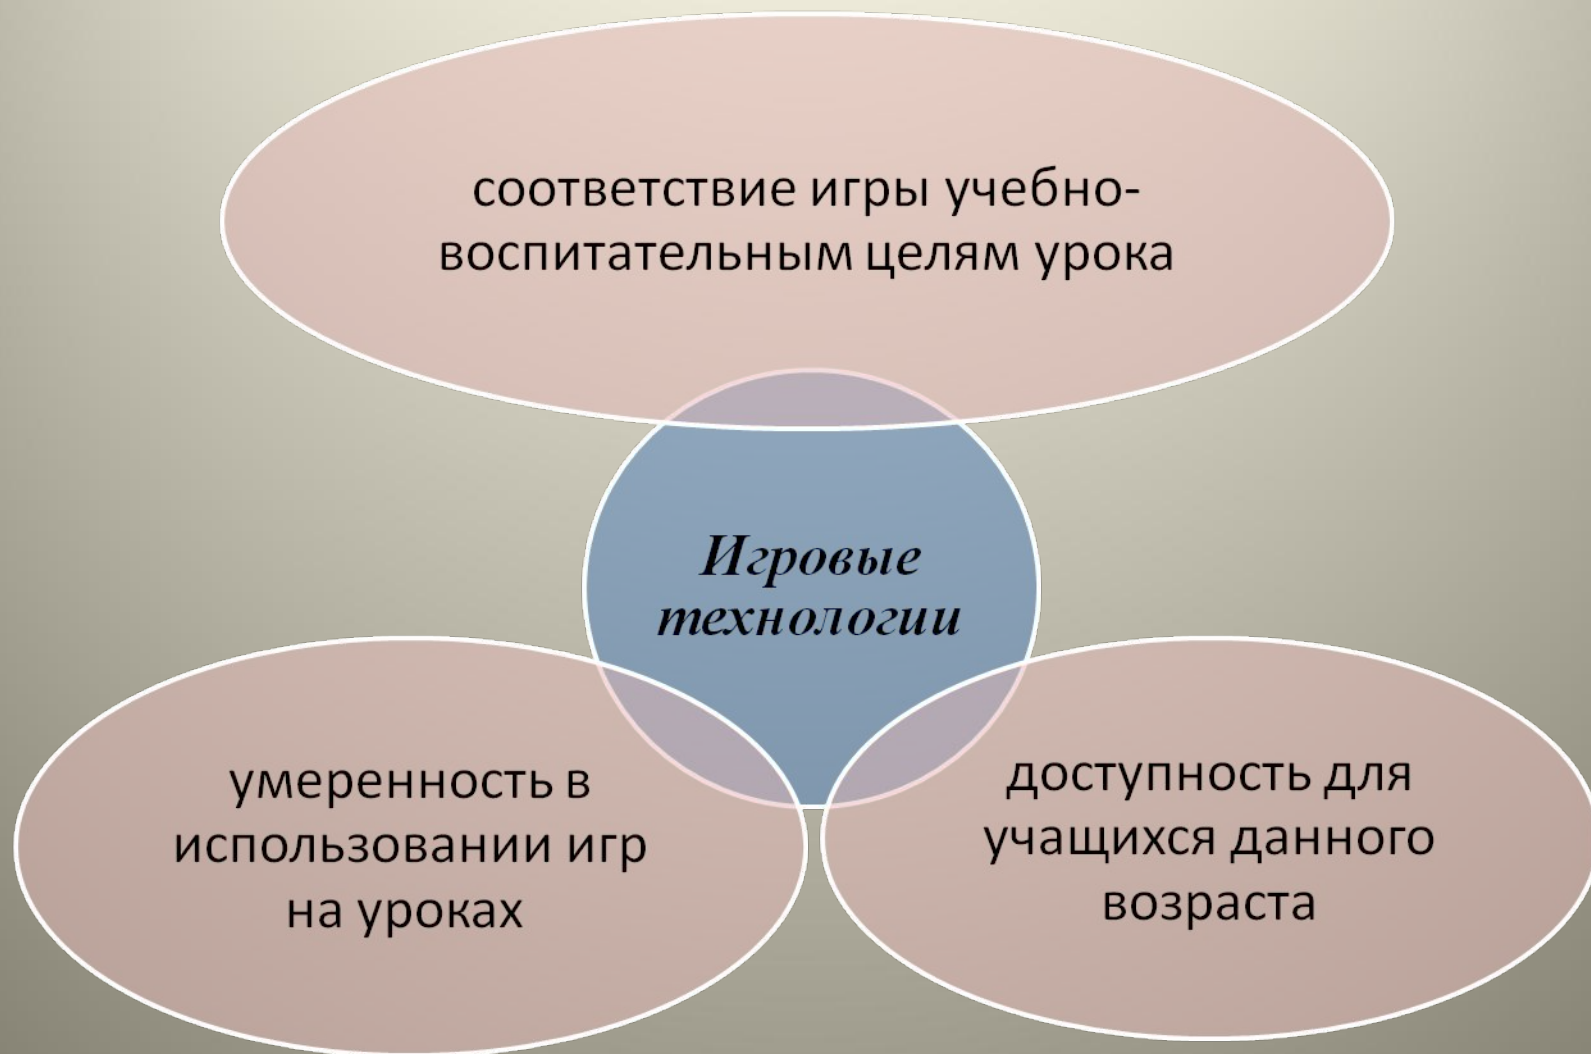 соответствие игры учебно-
воспитательным целям урока
Игровые
технологии
умеренность в
использовании игр
на уроках
доступность для
учащихся данного
возраста